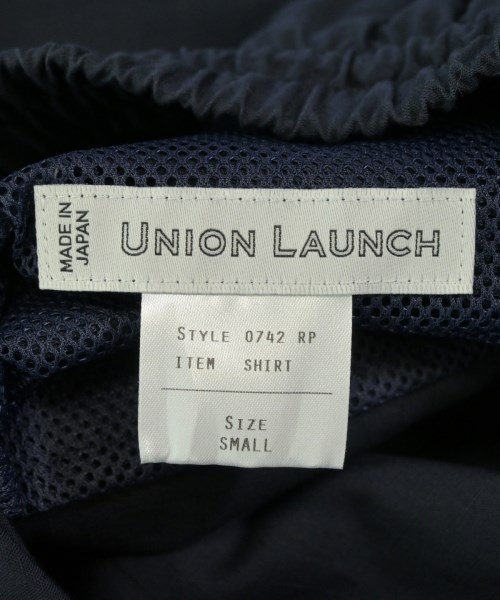 MADE IN
JAPAN
UNION LAUNCH
STYLE 0742 RP
ITEM SHIRT
SIZE
SMALL